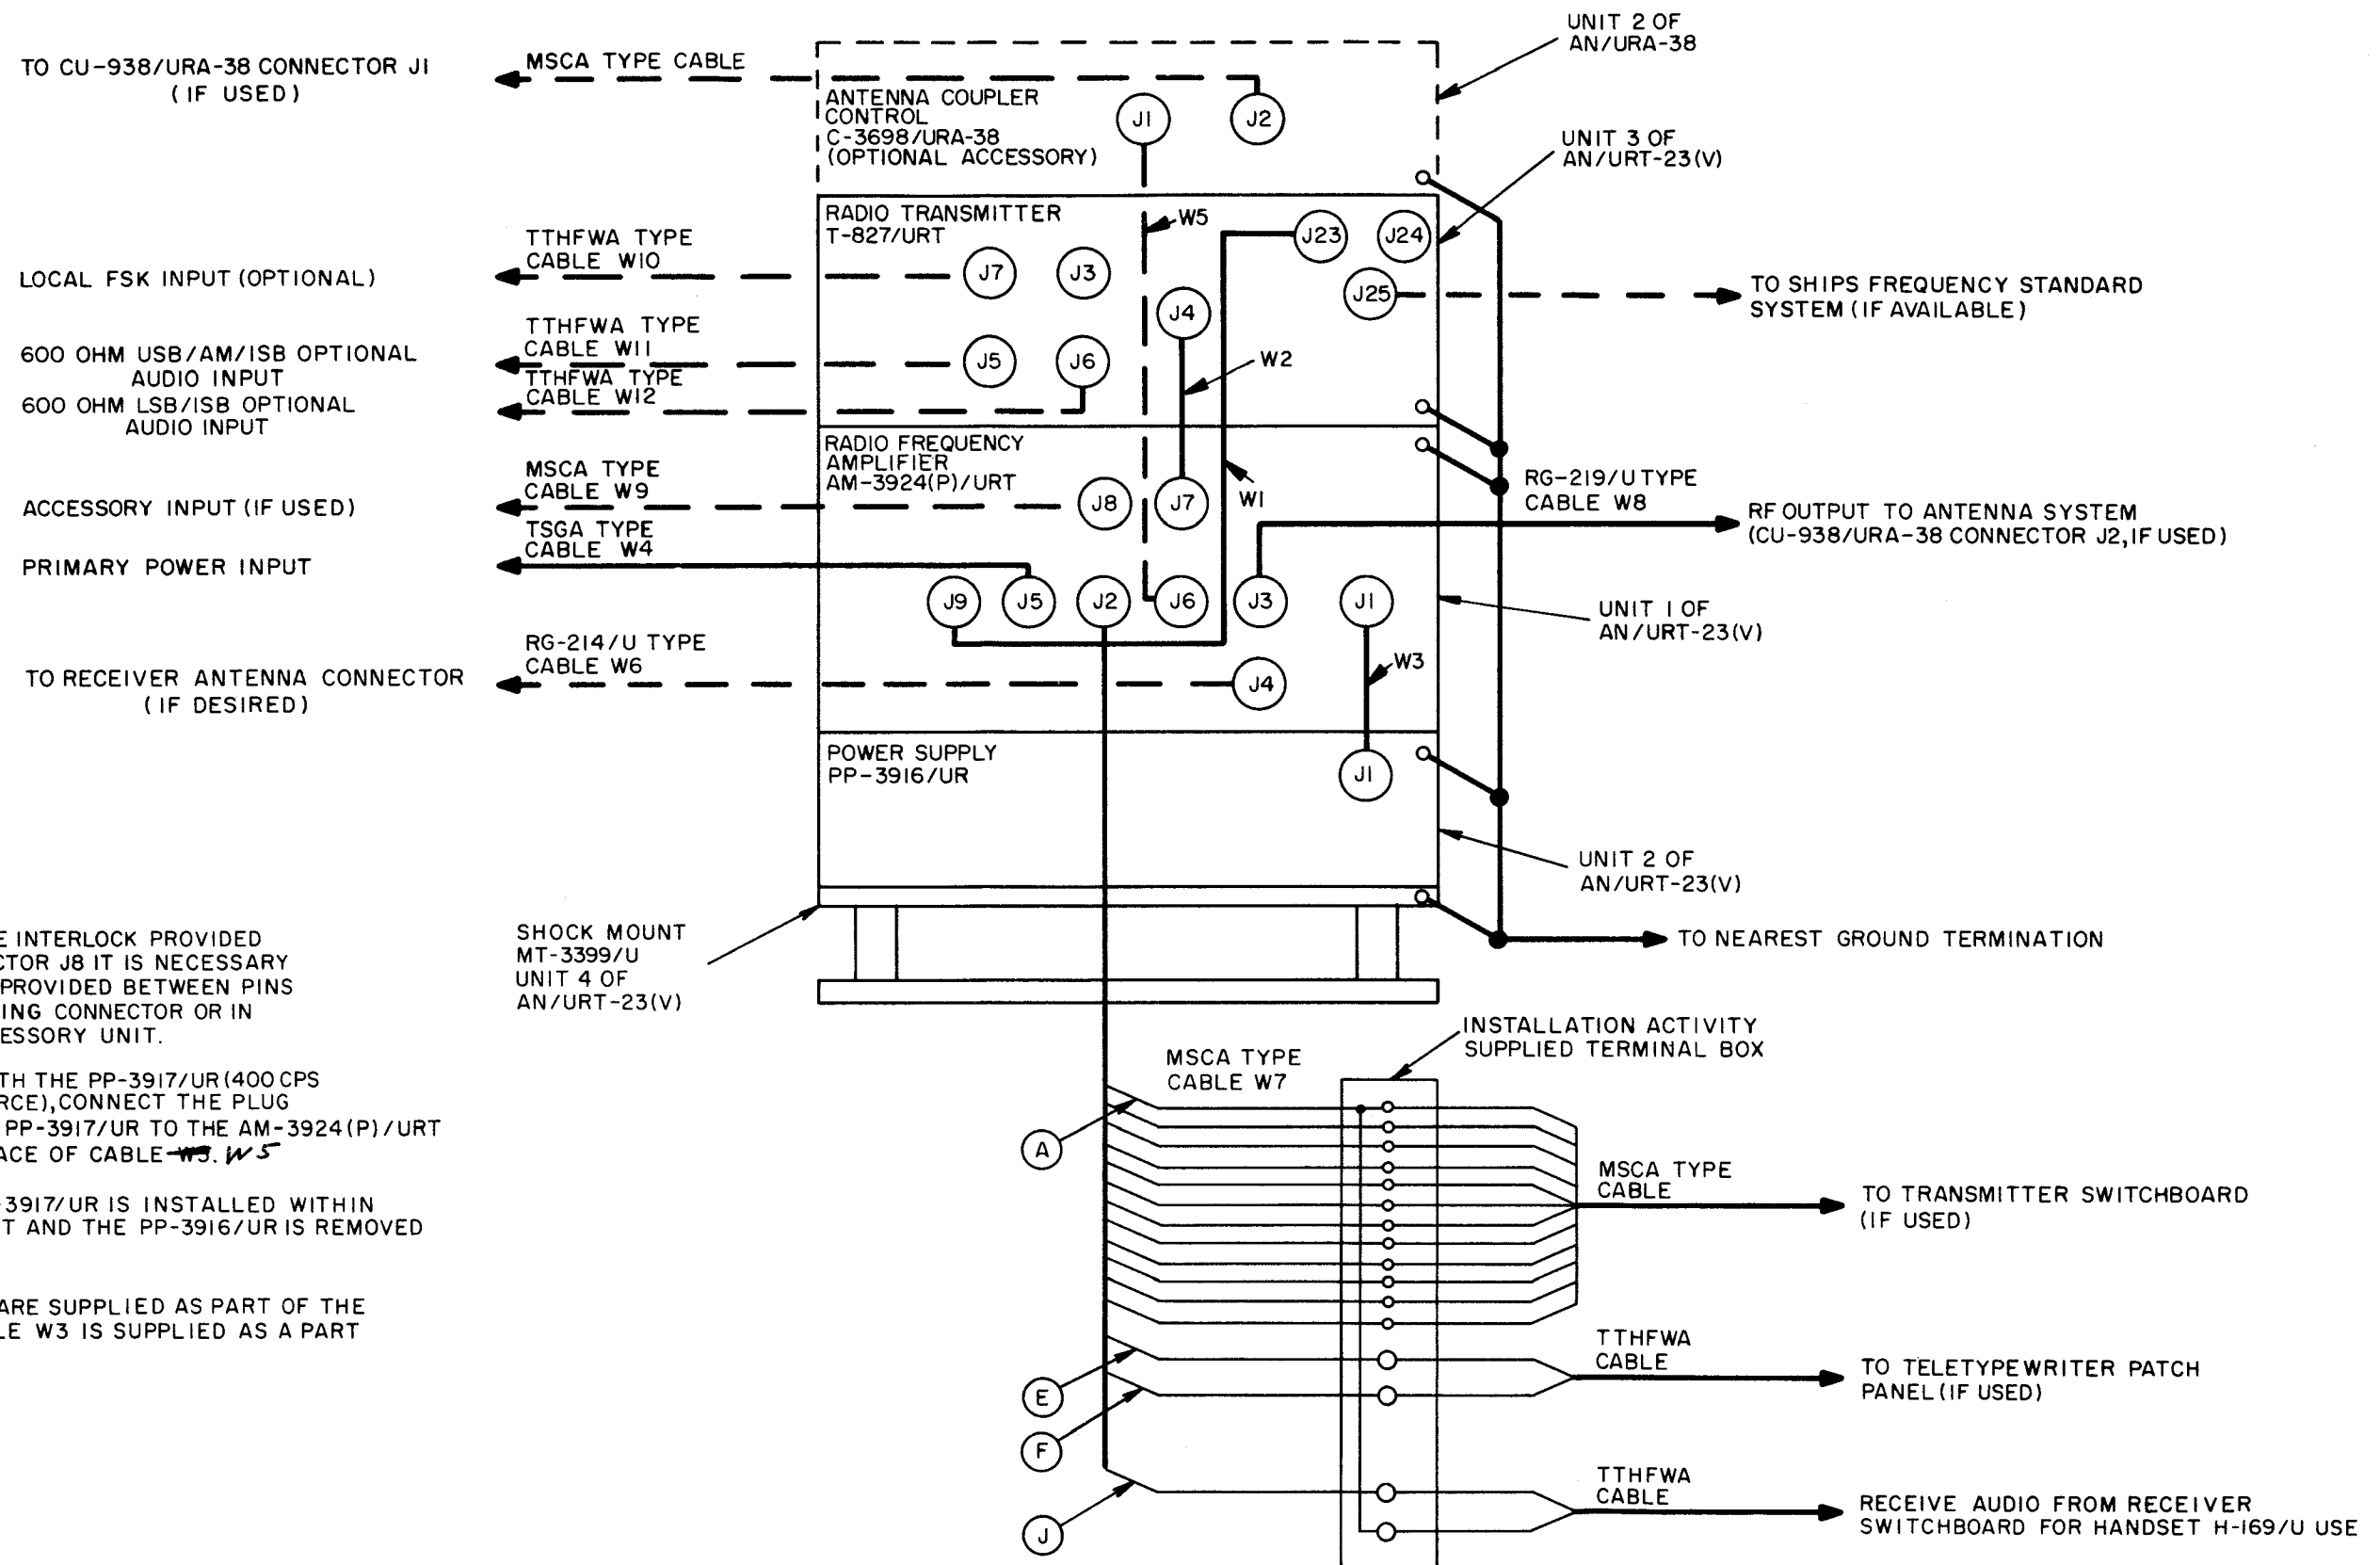 UNIT 2 OF
AN/URA-38
TO CU-938/URA-38 CONNECTOR J1
(IF USED)
MSCA TYPE CABLE
ANTENNA COUPLER
CONTROL
C-3698/URA-38
(OPTIONAL ACCESSORY)
J1
J2
UNIT 3 OF
AN/URT-23(V)
RADIO TRANSMITTER
T-827/URT
W5
J23
J24
J25
TTHFWA TYPE
CABLE W10
LOCAL FSK INPUT (OPTIONAL)
J7
J3
J4
TO SHIPS FREQUENCY STANDARD
SYSTEM (IF AVAILABLE)
TTHFWA TYPE
CABLE W11
600 OHM USB/AM/ISB OPTIONAL
AUDIO INPUT
J5
J6
W2
TTHFWA TYPE
CABLE W12
600 OHM LSB/ISB OPTIONAL
AUDIO INPUT
RADIO FREQUENCY
AMPLIFIER
AM-3924(P)/URT
MSCA TYPE
CABLE W9
ACCESSORY INPUT (IF USED)
J8
J7
W1
RG-219/U TYPE
CABLE W8
RF OUTPUT TO ANTENNA SYSTEM
(CU-938/URA-38 CONNECTOR J2, IF USED)
TSGA TYPE
CABLE W4
PRIMARY POWER INPUT
J9
J5
J2
J6
J3
J1
UNIT 1 OF
AN/URT-23(V)
RG-214/U TYPE
CABLE W6
TO RECEIVER ANTENNA CONNECTOR
(IF DESIRED)
J4
W3
POWER SUPPLY
PP-3916/UR
J1
UNIT 2 OF
AN/URT-23(V)
SHOCK MOUNT
MT-3399/U
UNIT 4 OF
AN/URT-23(V)
TO NEAREST GROUND TERMINATION
E INTERLOCK PROVIDED
CTOR J8 IT IS NECESSARY
PROVIDED BETWEEN PINS
ING CONNECTOR OR IN
ESSORY UNIT.
TH THE PP-3917/UR (400 CPS
RCE), CONNECT THE PLUG
PP-3917/UR TO THE AM-3924(P)/URT
ACE OF CABLE W3. W5
-3917/UR IS INSTALLED WITHIN
T AND THE PP-3916/UR IS REMOVED
ARE SUPPLIED AS PART OF THE
LE W3 IS SUPPLIED AS A PART
MSCA TYPE
CABLE W7
INSTALLATION ACTIVITY
SUPPLIED TERMINAL BOX
A
MSCA TYPE
CABLE
TO TRANSMITTER SWITCHBOARD
(IF USED)
E
F
TTHFWA
CABLE
TO TELETYPEWRITER PATCH
PANEL (IF USED)
J
TTHFWA
CABLE
RECEIVE AUDIO FROM RECEIVER
SWITCHBOARD FOR HANDSET H-169/U USE